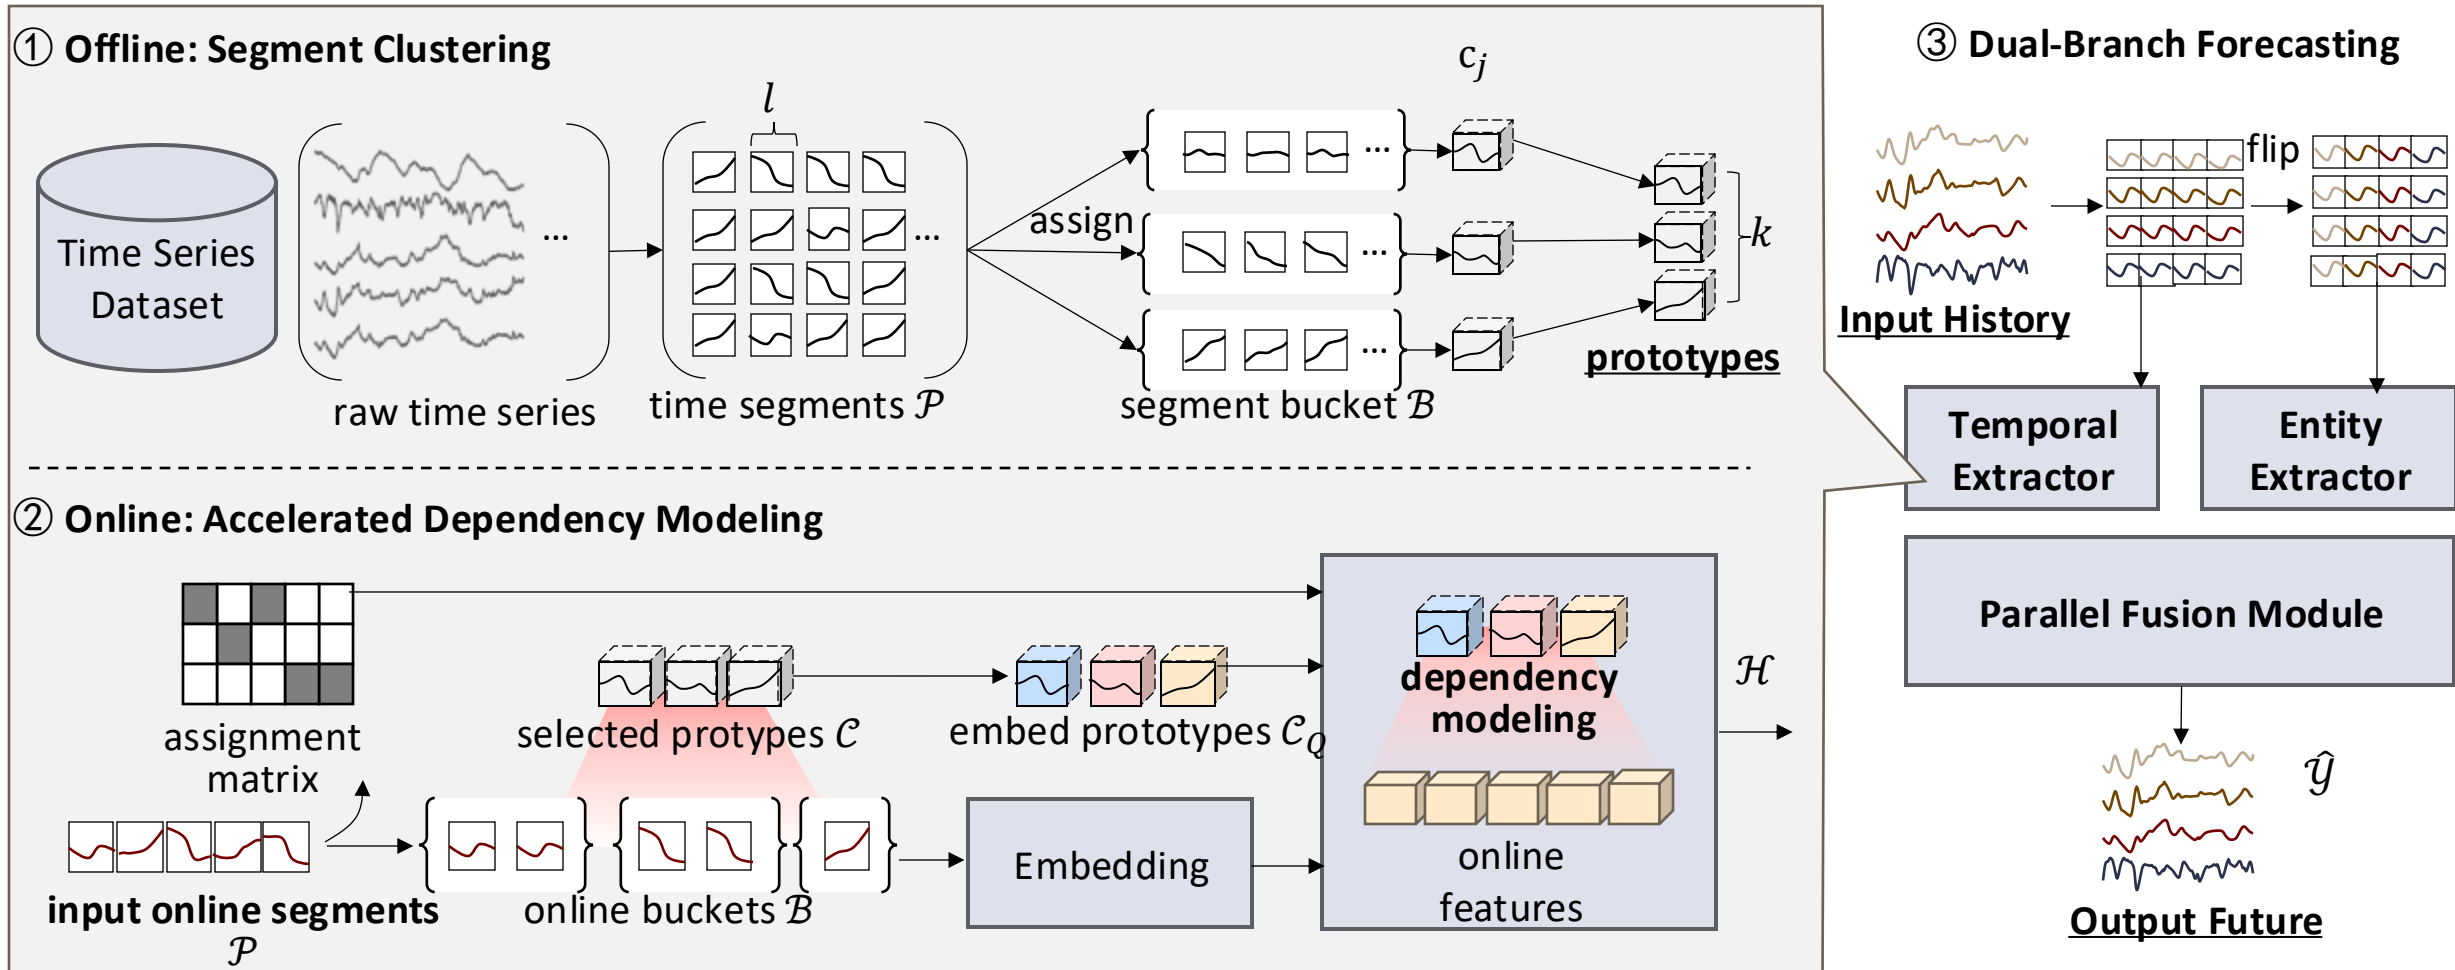 ① Offline: Segment Clustering
l
c_j
Time Series
Dataset
...
...
assign
...
...
...
k
raw time series
time segments 𝒫
segment bucket ℬ
prototypes
② Online: Accelerated Dependency Modeling
assignment
matrix
selected protypes 𝒞
embed prototypes 𝒞_Q
dependency
modeling
ℋ
input online segments
𝒫
online buckets ℬ
Embedding
online
features
③ Dual-Branch Forecasting
flip
Input History
Temporal
Extractor
Entity
Extractor
Parallel Fusion Module
𝒴̂
Output Future